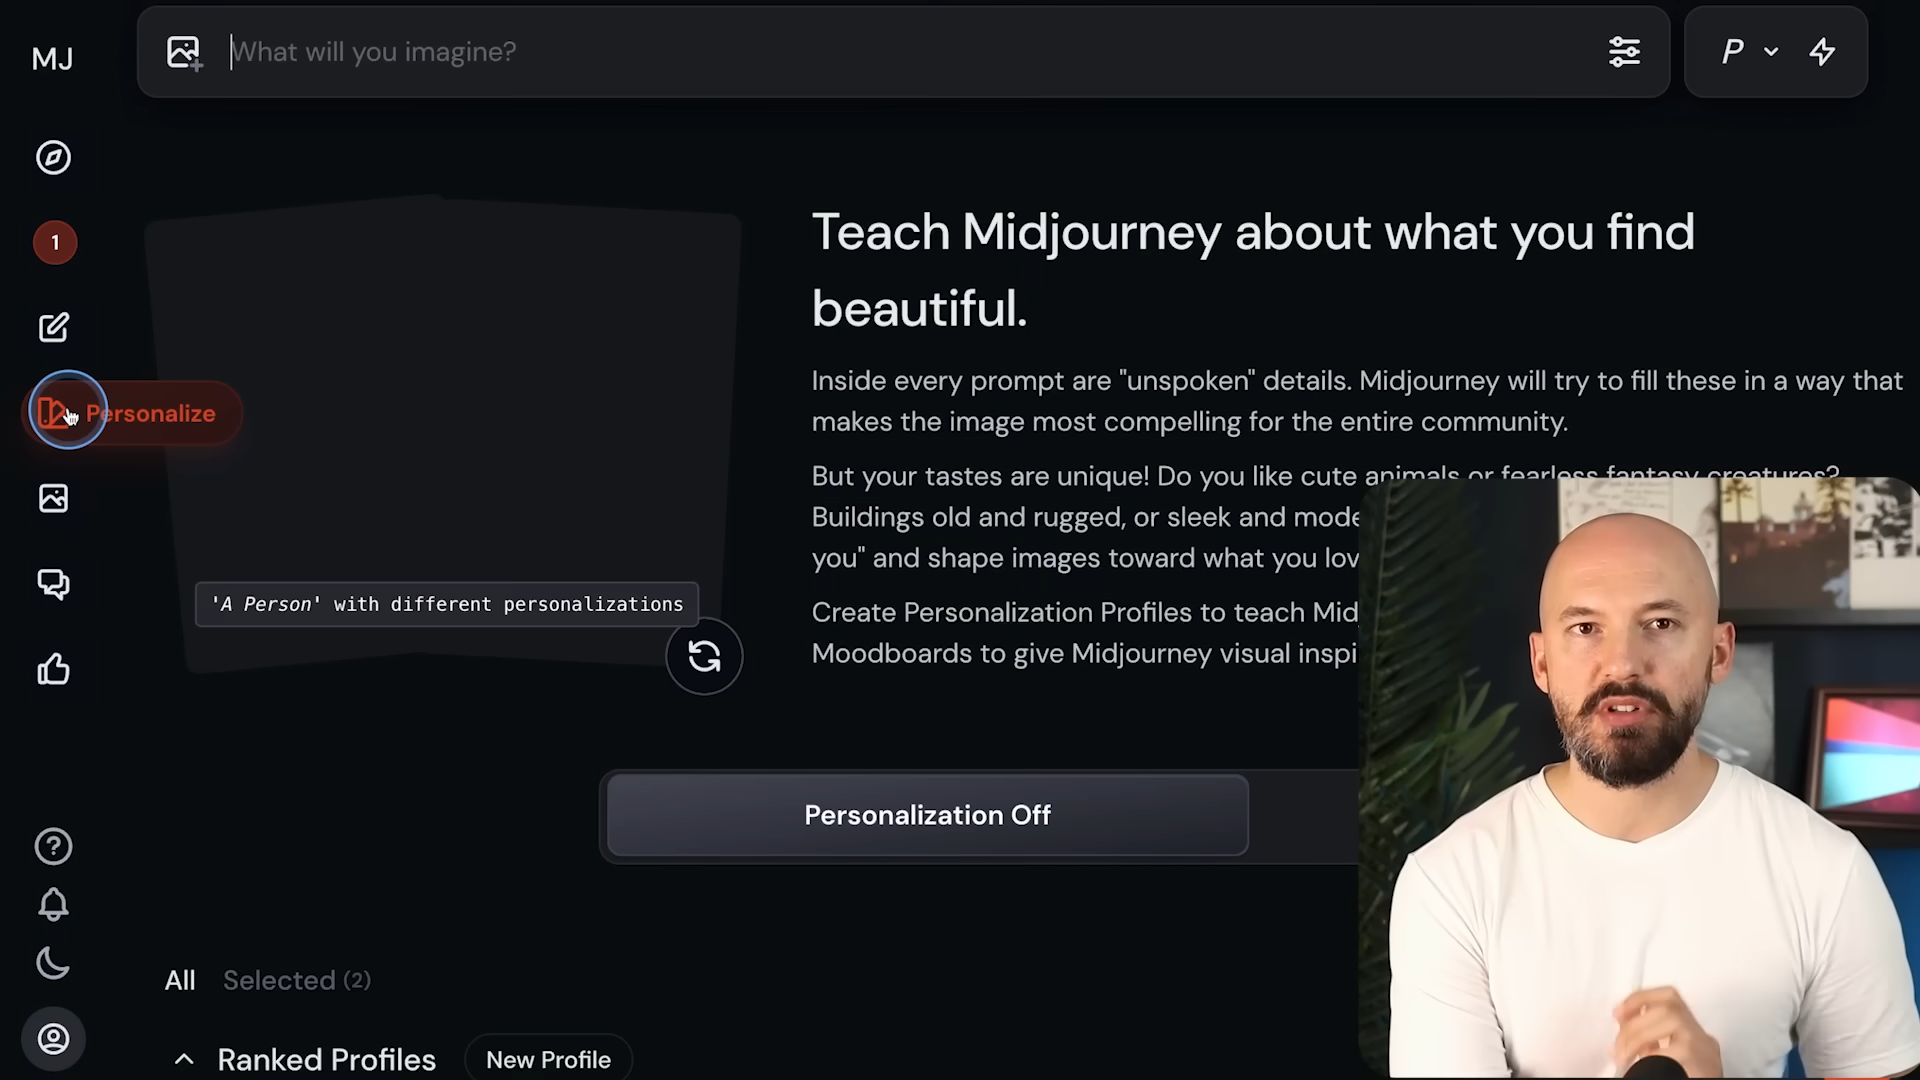 MJ
What will you imagine?
P
1
Personalize
Teach Midjourney about what you find
beautiful.
Inside every prompt are "unspoken" details. Midjourney will try to fill these in a way that
makes the image most compelling for the entire community.
But your tastes are unique! Do you like cute animals or fearless fantasy creatures?
Buildings old and rugged, or sleek and mode
you" and shape images toward what you lov
Create Personalization Profiles to teach Mid
Moodboards to give Midjourney visual inspi
'A Person' with different personalizations
Personalization Off
All Selected (2)
Ranked Profiles New Profile